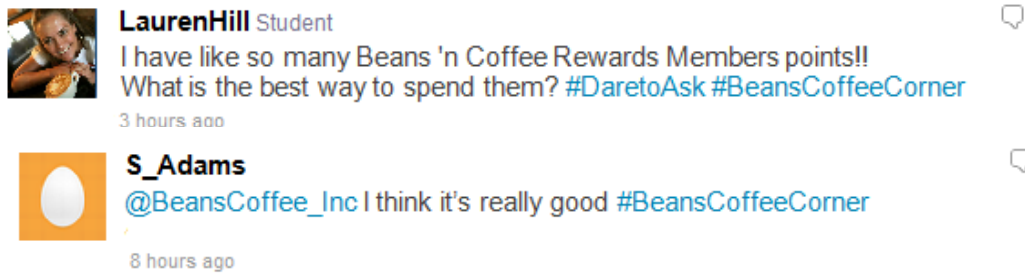 LaurenHill Student
I have like so many Beans 'n Coffee Rewards Members points!!
What is the best way to spend them? #DaretoAsk #BeansCoffeeCorner
3 hours ago
S_Adams
@BeansCoffee_Inc I think it’s really good #BeansCoffeeCorner
8 hours ago